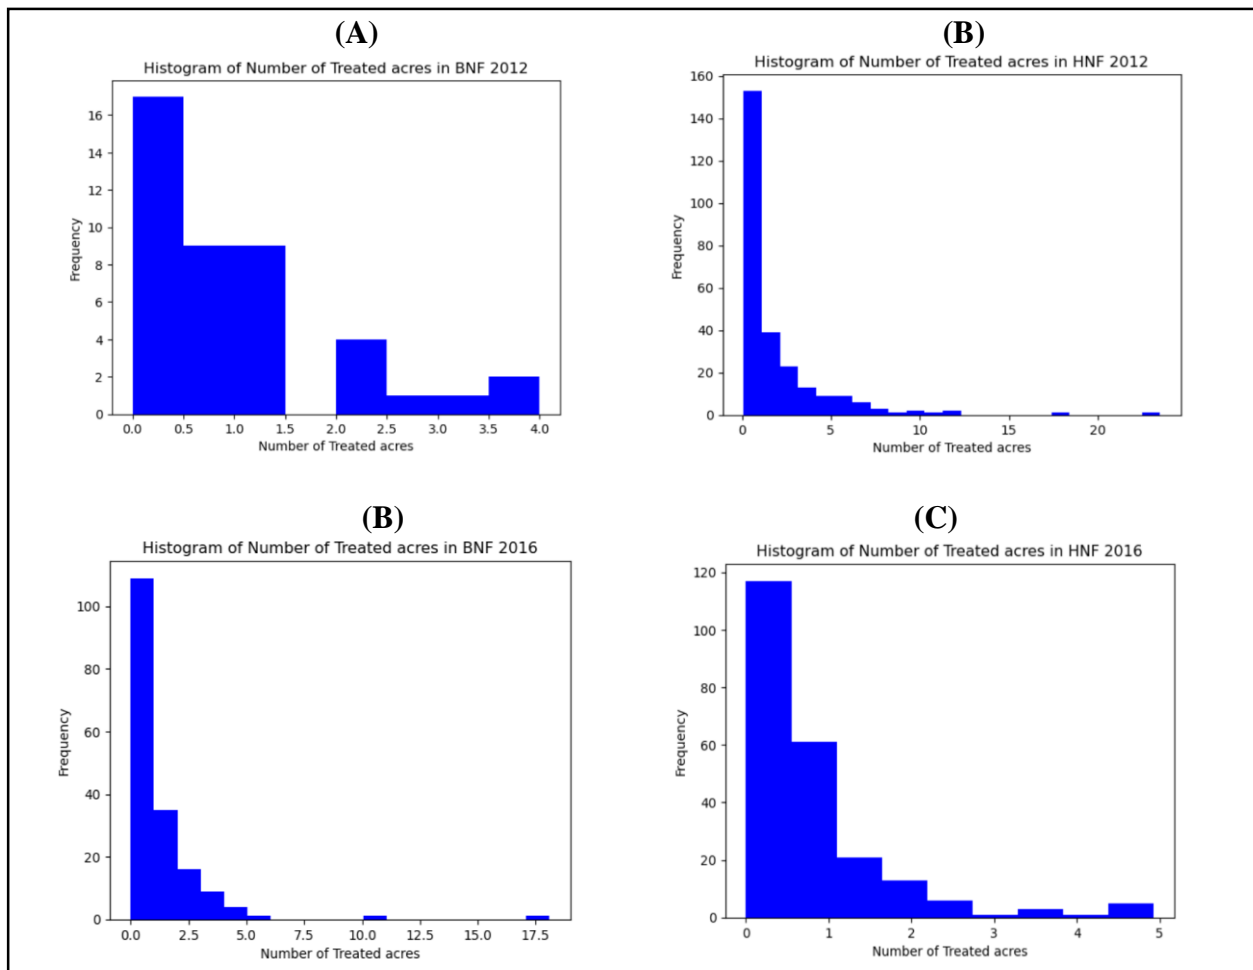 (A)
Histogram of Number of Treated acres in BNF 2012
Frequency
16
14
12
10
8
6
4
2
0
0.0 0.5 1.0 1.5 2.0 2.5 3.0 3.5 4.0
Number of Treated acres
(B)
Histogram of Number of Treated acres in HNF 2012
Frequency
160
140
120
100
80
60
40
20
0
0 5 10 15 20
Number of Treated acres
(B)
Histogram of Number of Treated acres in BNF 2016
Frequency
100
80
60
40
20
0
0.0 2.5 5.0 7.5 10.0 12.5 15.0 17.5
Number of Treated acres
(C)
Histogram of Number of Treated acres in HNF 2016
Frequency
120
100
80
60
40
20
0
0 1 2 3 4 5
Number of Treated acres